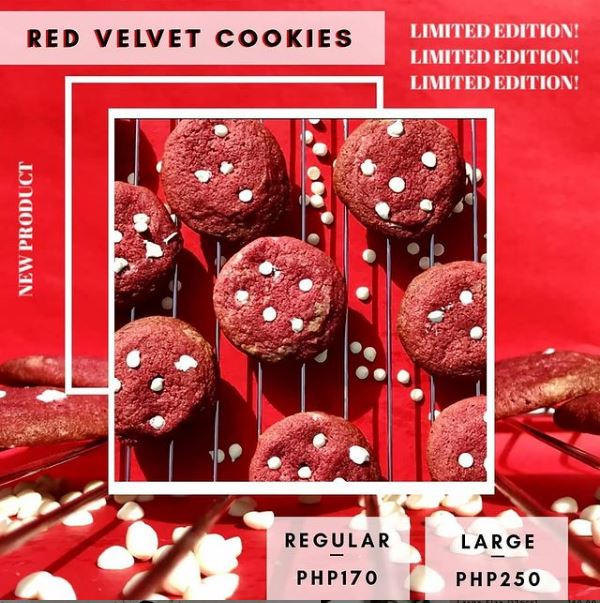 RED VELVET COOKIES
LIMITED EDITION!
LIMITED EDITION!
LIMITED EDITION!
NEW PRODUCT
REGULAR
PHP170
LARGE
PHP250